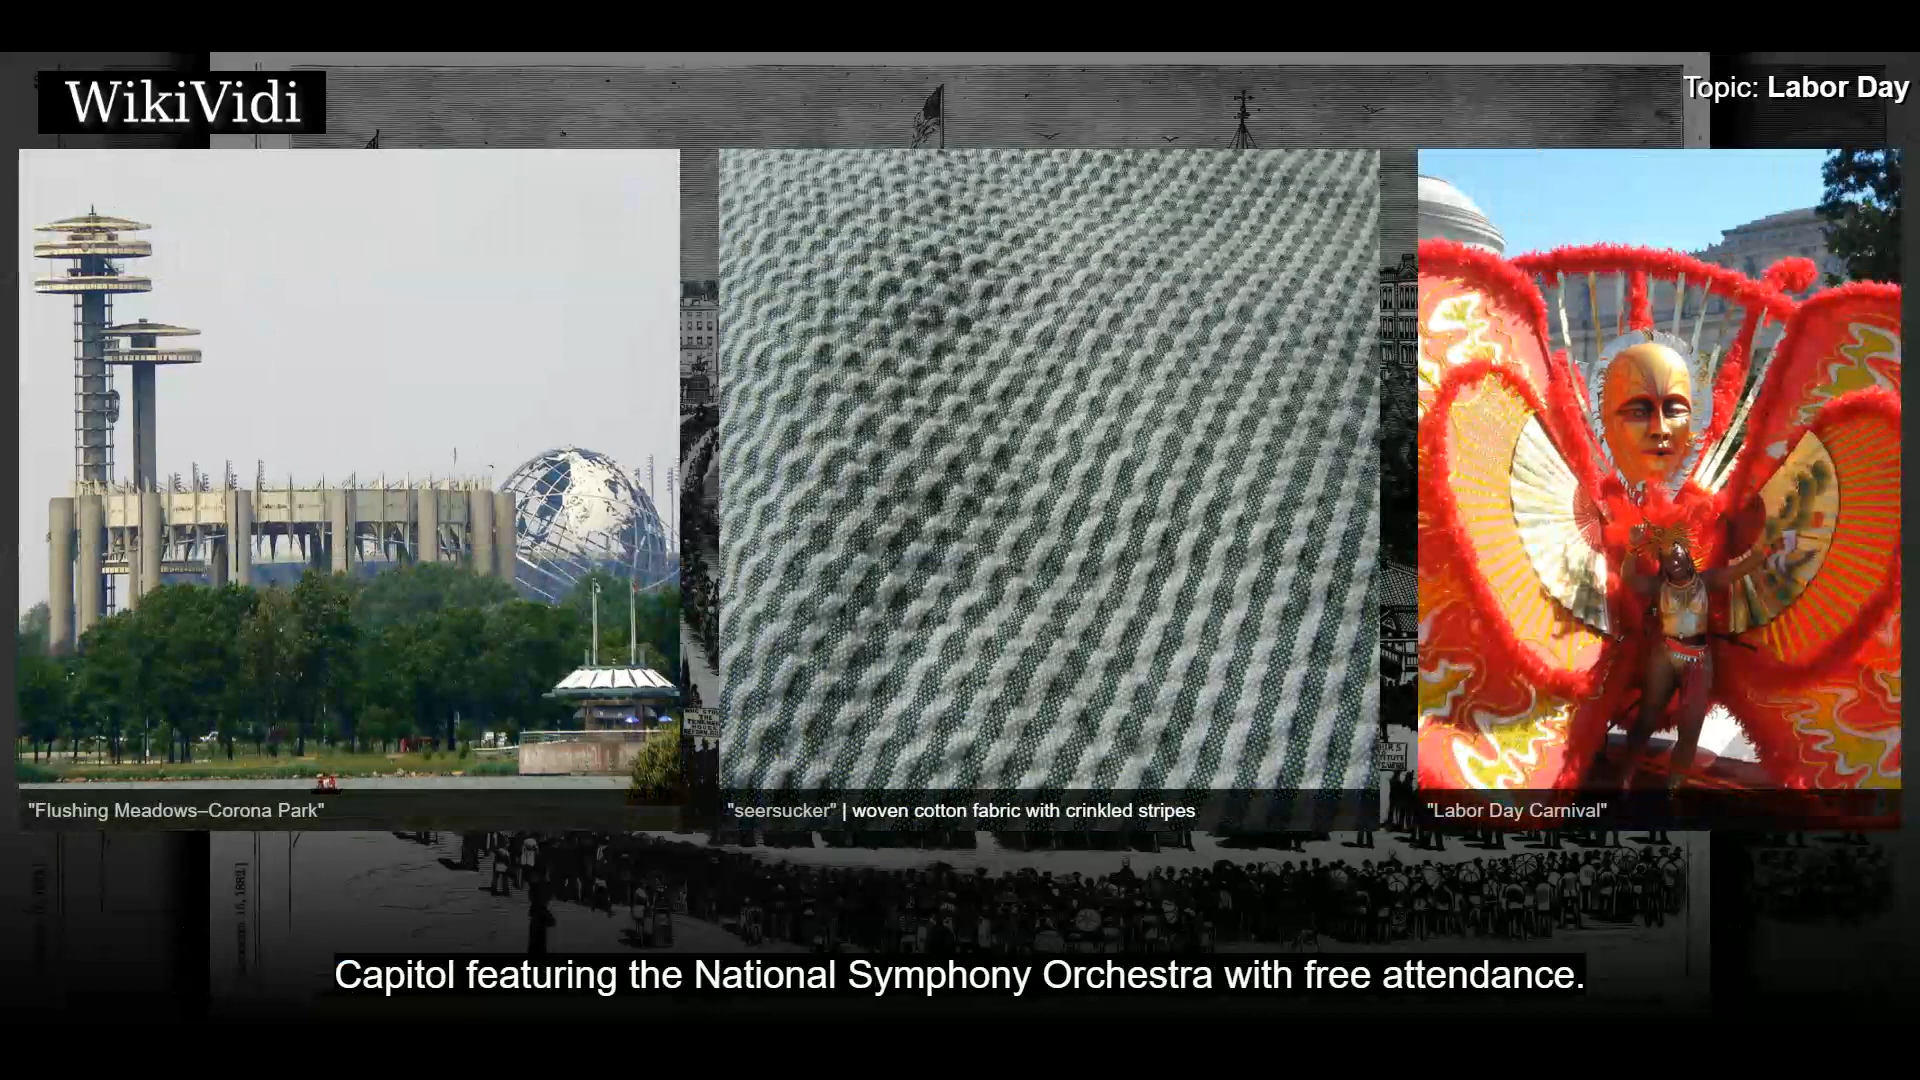 WikiVidi
Topic: Labor Day
"Flushing Meadows–Corona Park"
"seersucker" | woven cotton fabric with crinkled stripes
"Labor Day Carnival"
Capitol featuring the National Symphony Orchestra with free attendance.